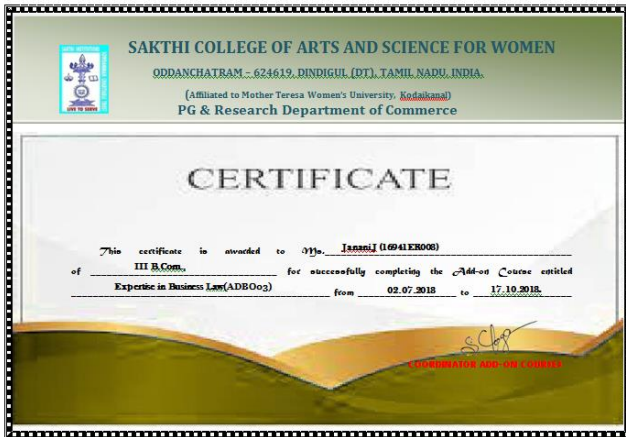 SAKTHI COLLEGE OF ARTS AND SCIENCE FOR WOMEN
ODDANCHATRAM – 624619, DINDIGUL (DT), TAMIL NADU, INDIA.
(Affiliated to Mother Teresa Women's University, Kodaikanal)
PG & Research Department of Commerce
LIVE TO SERVE
CERTIFICATE
This certificate is awarded to Ms. Janani.J (16941ER008)
of III B.Com., for successfully completing the Add-on Course entitled
Expertise in Business Law(ADBO03) from 02.07.2018 to 17.10.2018.
COORDINATOR ADD-ON COURSES